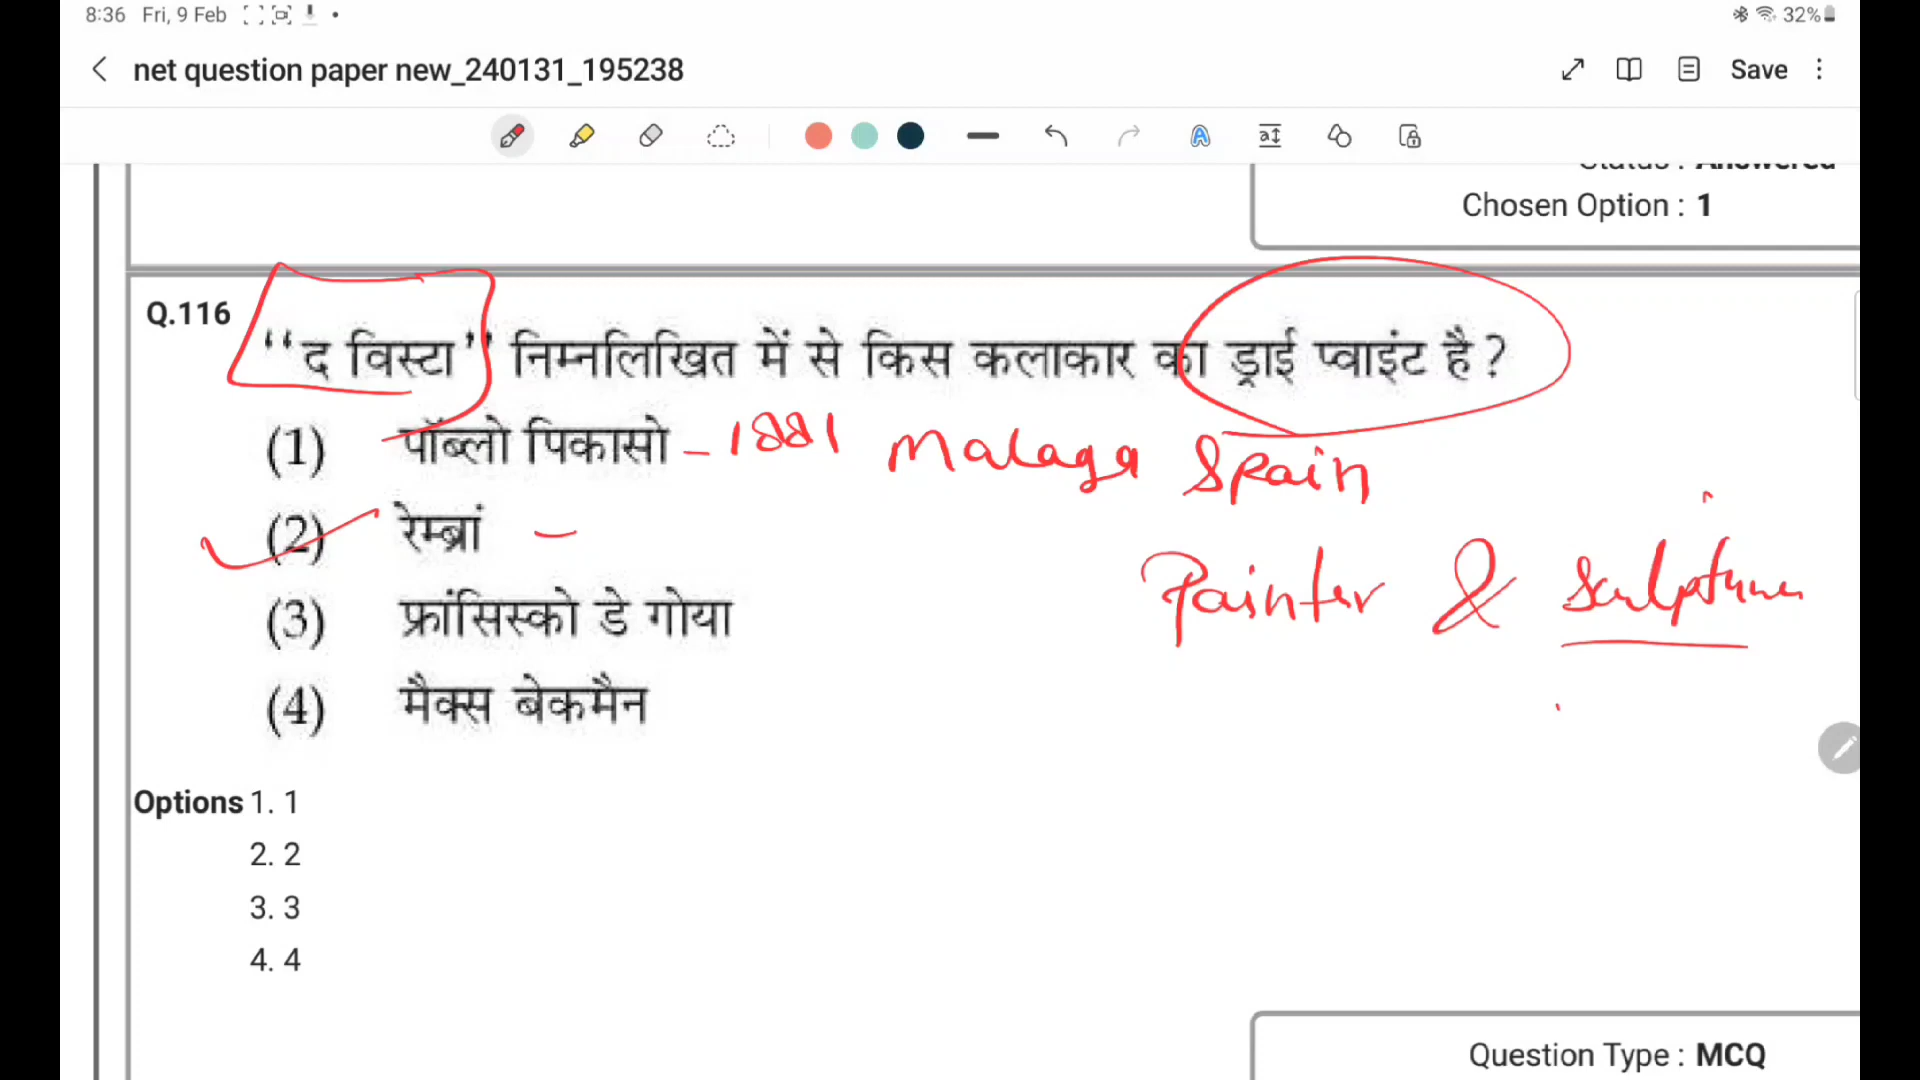 8:36 Fri, 9 Feb 32%
net question paper new_240131_195238 Save
Status : Answered
Chosen Option : 1
Q.116 ‘‘द विस्टा’’ निम्नलिखित में से किस कलाकार का ड्राई प्वाइंट है?
(1) पॉब्लो पिकासो - 1881 Malaga Spain
(2) रेम्ब्रां -
Painter & Sculpture
(3) फ्रांसिस्को डे गोया
(4) मैक्स बेकमैन
Options 1. 1
2. 2
3. 3
4. 4
Question Type : MCQ